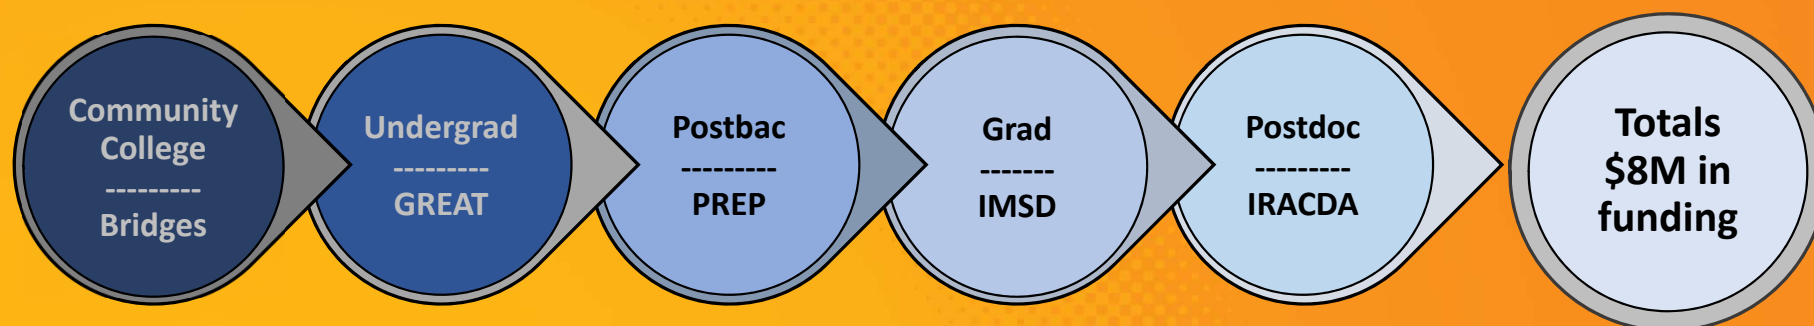 Community
College
---------
Bridges
Undergrad
---------
GREAT
Postbac
---------
PREP
Grad
-------
IMSD
Postdoc
---------
IRACDA
Totals
$8M in
funding